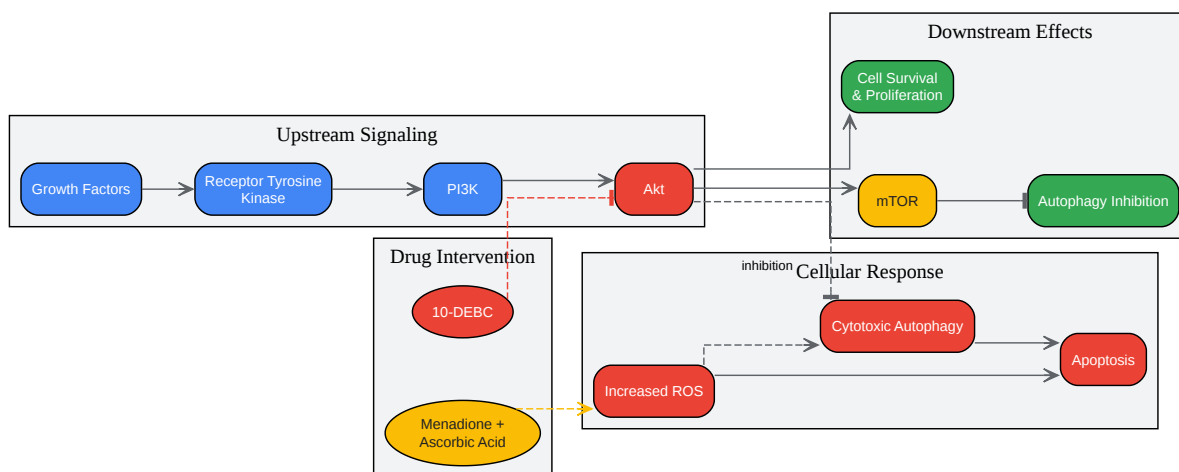 Downstream Effects
Cell Survival
& Proliferation
Upstream Signaling
Growth Factors
Receptor Tyrosine
Kinase
PI3K
Akt
mTOR
Autophagy Inhibition
Drug Intervention
inhibition
Cellular Response
10-DEBC
Cytotoxic Autophagy
Apoptosis
Increased ROS
Menadione +
Ascorbic Acid